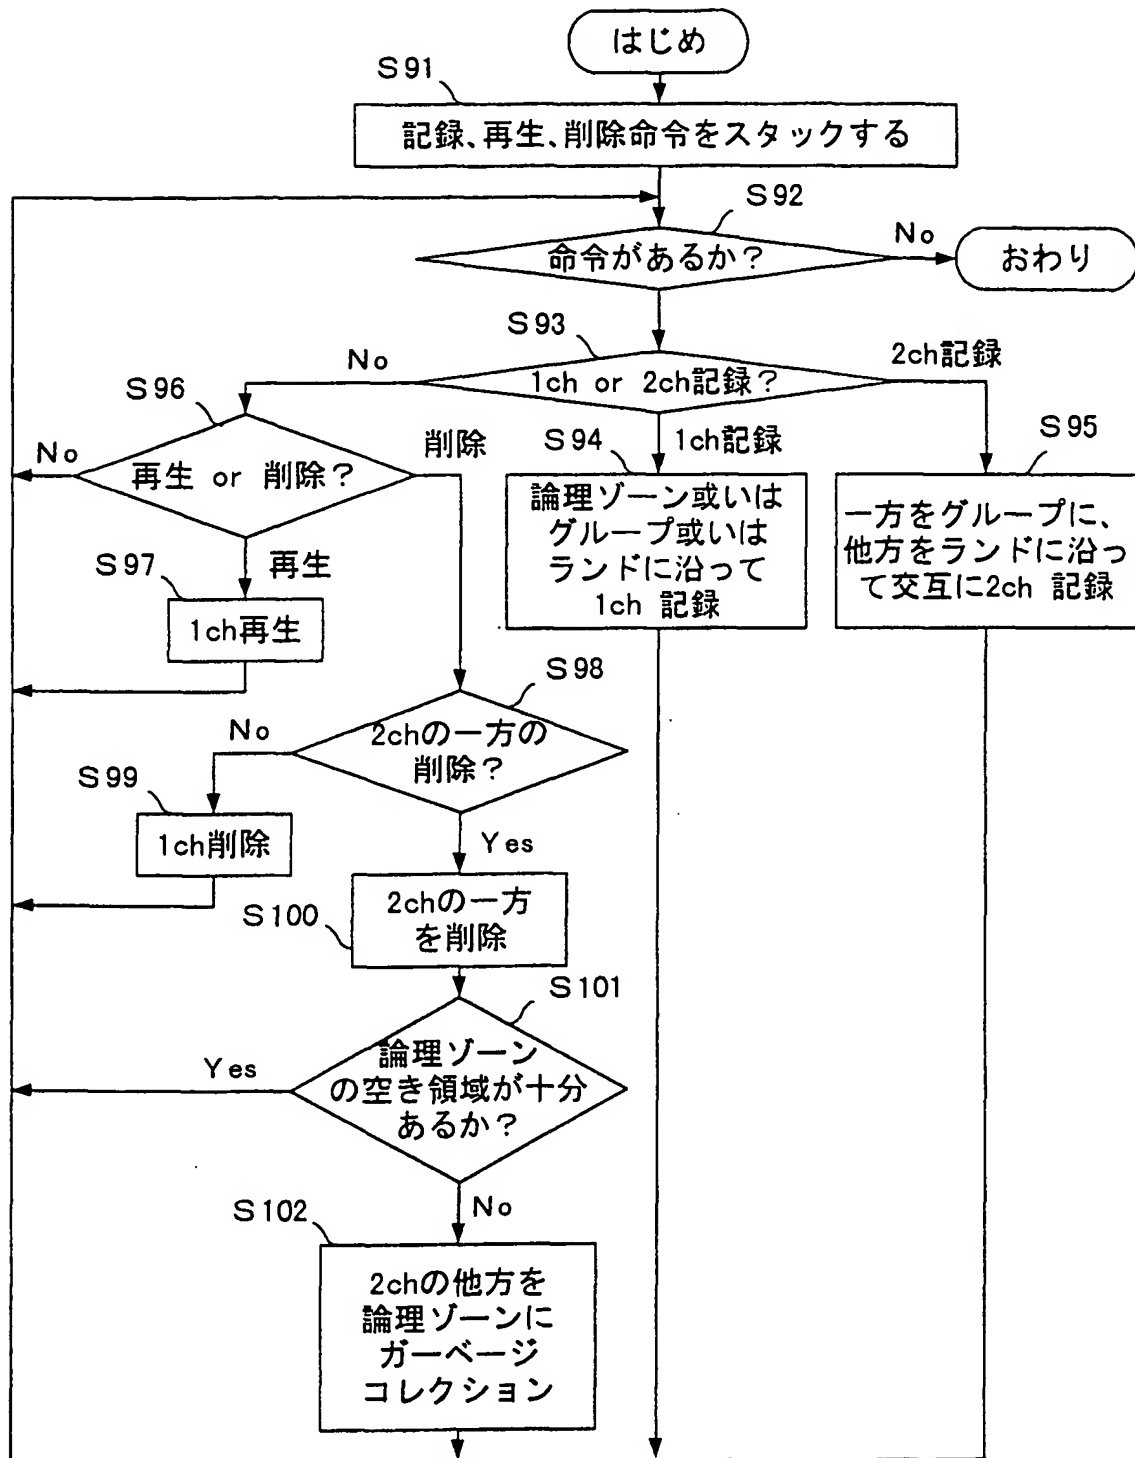 はじめ
S91
記録、再生、削除命令をスタックする
S92
命令があるか?
No
おわり
S93
No
1ch or 2ch記録?
2ch記録
S96
No
再生 or 削除?
削除
S94
1ch記録
S95
論理ゾーン或いは
グループ或いは
ランドに沿って
1ch 記録
一方をグループに、
他方をランドに沿っ
て交互に2ch 記録
S97
再生
1ch再生
S98
No
2chの一方の
削除?
S99
1ch削除
Yes
S100
2chの一方
を削除
S101
Yes
論理ゾーン
の空き領域が十分
あるか?
No
S102
2chの他方を
論理ゾーンに
ガーベージ
コレクション